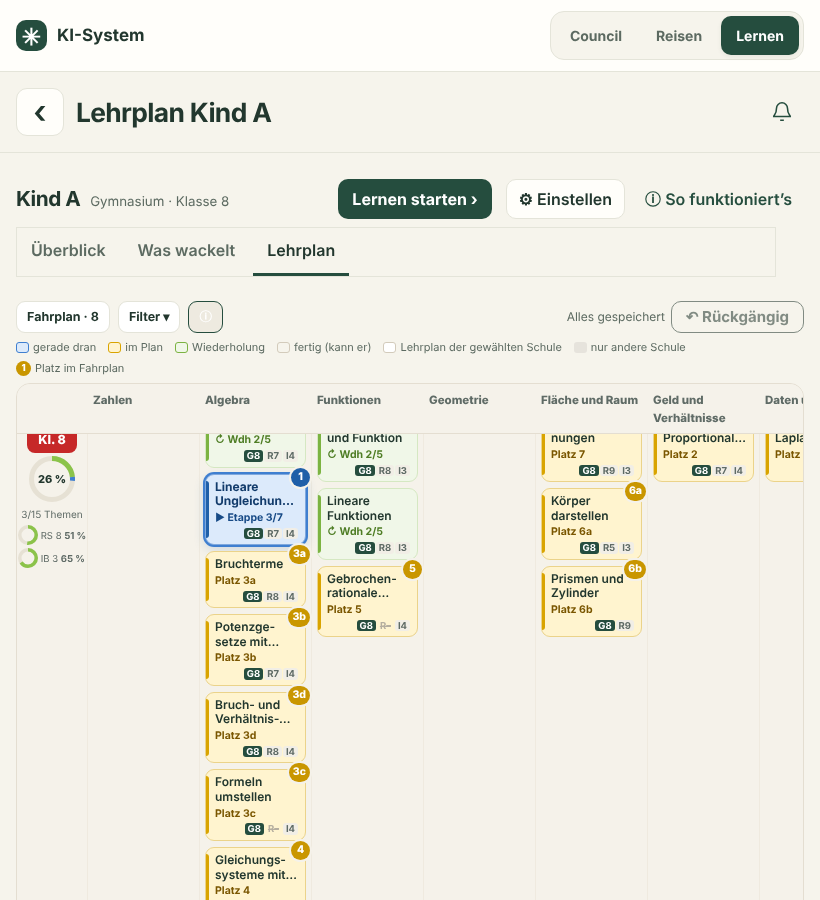 KI-System
Council Reisen Lernen
Lehrplan Kind A
Kind A Gymnasium · Klasse 8
Lernen starten ›
⚙ Einstellen
ⓘ So funktioniert’s
Überblick Was wackelt Lehrplan
Fahrplan · 8
Filter ▾
ⓘ
Alles gespeichert
↶ Rückgängig
gerade dran im Plan Wiederholung fertig (kann er) Lehrplan der gewählten Schule nur andere Schule
1 Platz im Fahrplan
Zahlen Algebra Funktionen Geometrie Fläche und Raum Geld und
Verhältnisse
Kl. 8
26 %
3/15 Themen
RS 8 51 %
IB 3 65 %
↻ Wdh 2/5
G8 R7 I4
1
Lineare
Ungleichun...
▶ Etappe 3/7
G8 R7 I4
3a
Bruchterme
Platz 3a
G8 R8 I4
3b
Potenzge-
setze mit...
Platz 3b
G8 R7 I4
3d
Bruch- und
Verhältnis-...
Platz 3d
G8 R8 I4
3c
Formeln
umstellen
Platz 3c
G8 R– I4
4
Gleichungs-
systeme mit...
Platz 4
und Funktion
↻ Wdh 2/5
G8 R8 I3
Lineare
Funktionen
↻ Wdh 2/5
G8 R8 I3
5
Gebrochen-
rationale...
Platz 5
G8 R– I4
nungen
Platz 7
G8 R9 I3
6a
Körper
darstellen
Platz 6a
G8 R5 I3
6b
Prismen und
Zylinder
Platz 6b
G8 R9
Proportional...
Platz 2
G8 R7 I4
Daten
Platz